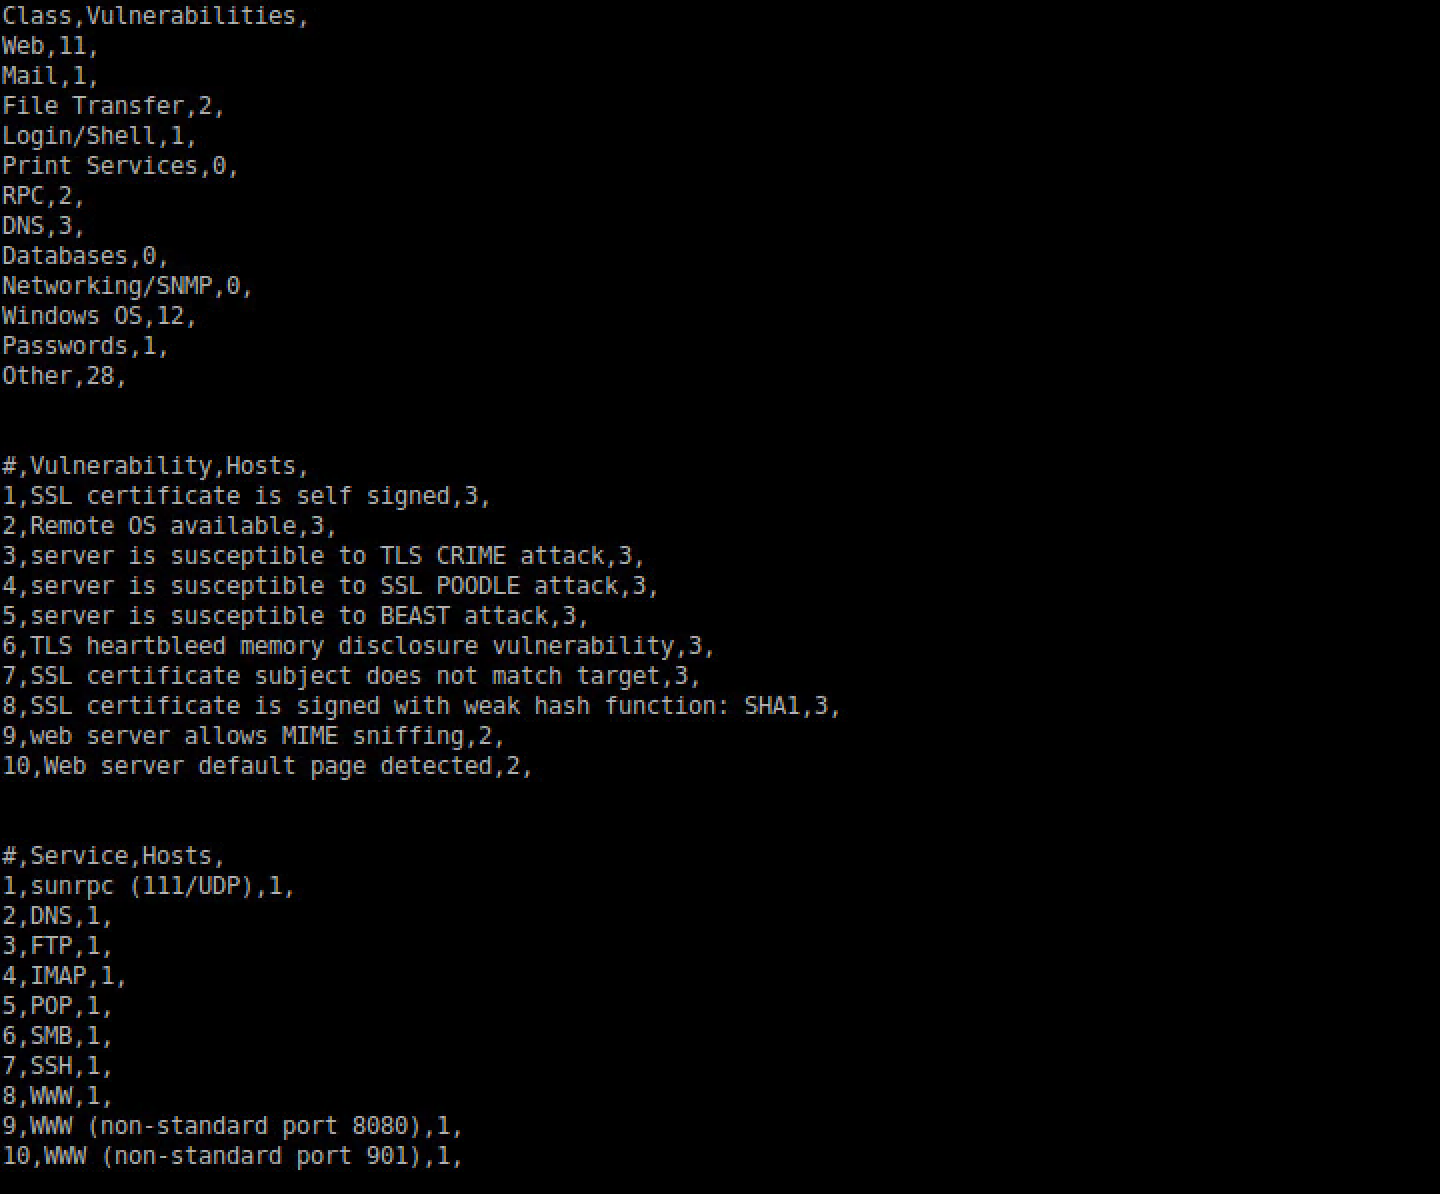 Class,Vulnerabilities,
Web,11,
Mail,1,
File Transfer,2,
Login/Shell,1,
Print Services,0,
RPC,2,
DNS,3,
Databases,0,
Networking/SNMP,0,
Windows OS,12,
Passwords,1,
Other,28,
#,Vulnerability,Hosts,
1,SSL certificate is self signed,3,
2,Remote OS available,3,
3,server is susceptible to TLS CRIME attack,3,
4,server is susceptible to SSL POODLE attack,3,
5,server is susceptible to BEAST attack,3,
6,TLS heartbleed memory disclosure vulnerability,3,
7,SSL certificate subject does not match target,3,
8,SSL certificate is signed with weak hash function: SHA1,3,
9,web server allows MIME sniffing,2,
10,Web server default page detected,2,
#,Service,Hosts,
1,sunrpc (111/UDP),1,
2,DNS,1,
3,FTP,1,
4,IMAP,1,
5,POP,1,
6,SMB,1,
7,SSH,1,
8,WWW,1,
9,WWW (non-standard port 8080),1,
10,WWW (non-standard port 901),1,